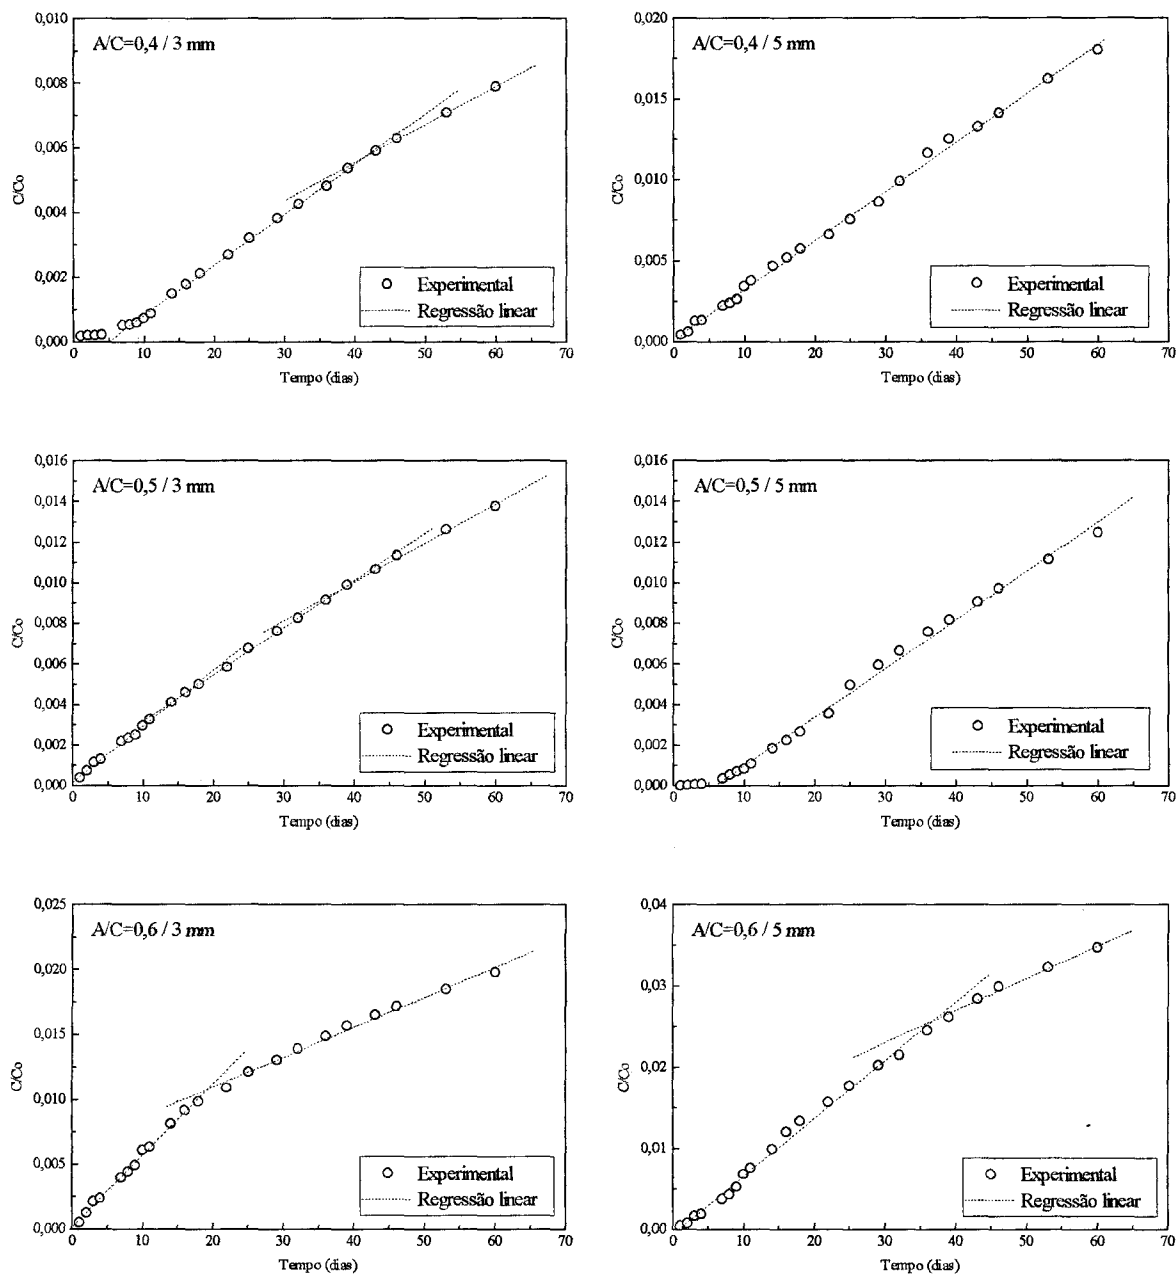 A/C=0,4 / 3 mm
0,010
0,008
0,006
0,004
0,002
0,000
C/Co
Experimental
Regressão linear
0 10 20 30 40 50 60 70
Tempo (dias)
A/C=0,4 / 5 mm
0,020
0,015
0,010
0,005
0,000
C/Co
Experimental
Regressão linear
0 10 20 30 40 50 60 70
Tempo (dias)
A/C=0,5 / 3 mm
0,016
0,014
0,012
0,010
0,008
0,006
0,004
0,002
0,000
C/Co
Experimental
Regressão linear
0 10 20 30 40 50 60 70
Tempo (dias)
A/C=0,5 / 5 mm
0,016
0,014
0,012
0,010
0,008
0,006
0,004
0,002
0,000
C/Co
Experimental
Regressão linear
0 10 20 30 40 50 60 70
Tempo (dias)
A/C=0,6 / 3 mm
0,025
0,020
0,015
0,010
0,005
0,000
C/Co
Experimental
Regressão linear
0 10 20 30 40 50 60 70
Tempo (dias)
A/C=0,6 / 5 mm
0,04
0,03
0,02
0,01
0,00
C/Co
Experimental
Regressão linear
0 10 20 30 40 50 60 70
Tempo (dias)